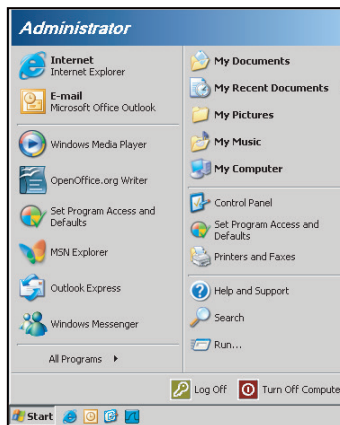 Administrator
Internet
Internet Explorer
E-mail
Microsoft Office Outlook
Windows Media Player
OpenOffice.org Writer
Set Program Access and
Defaults
MSN Explorer
Outlook Express
Windows Messenger
All Programs
My Documents
My Recent Documents
My Pictures
My Music
My Computer
Control Panel
Set Program Access and
Defaults
Printers and Faxes
Help and Support
Search
Run...
Log Off
Turn Off Compute
Start